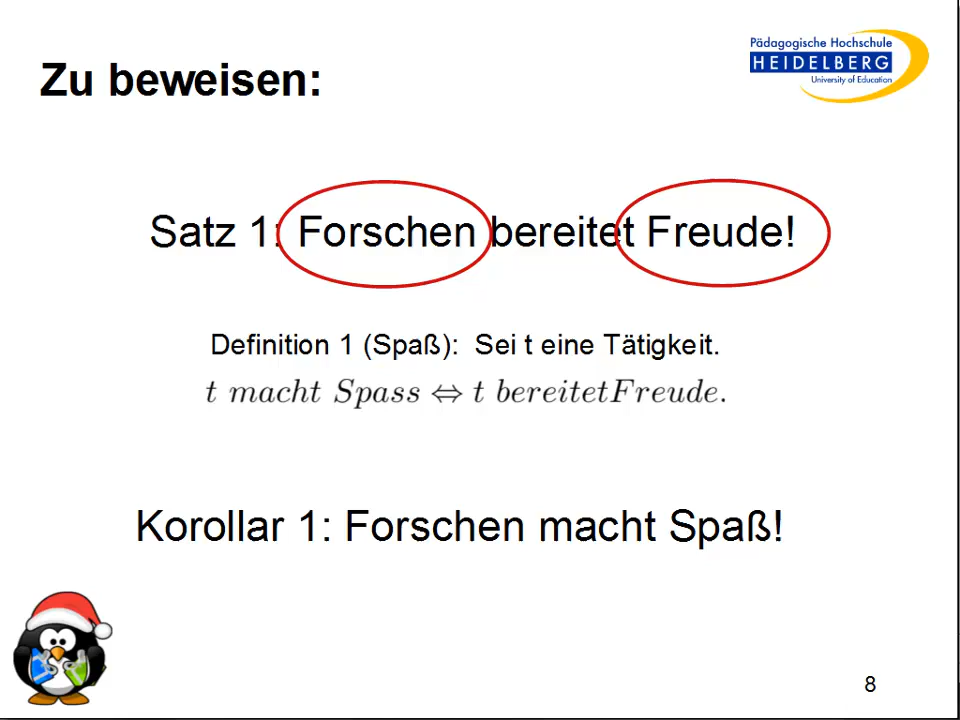 Pädagogische Hochschule
HEIDELBERG
University of Education
Zu beweisen:
Satz 1: Forschen bereitet Freude!
Definition 1 (Spaß): Sei t eine Tätigkeit.
t macht Spass ⇔ t bereitetFreude.
Korollar 1: Forschen macht Spaß!
8